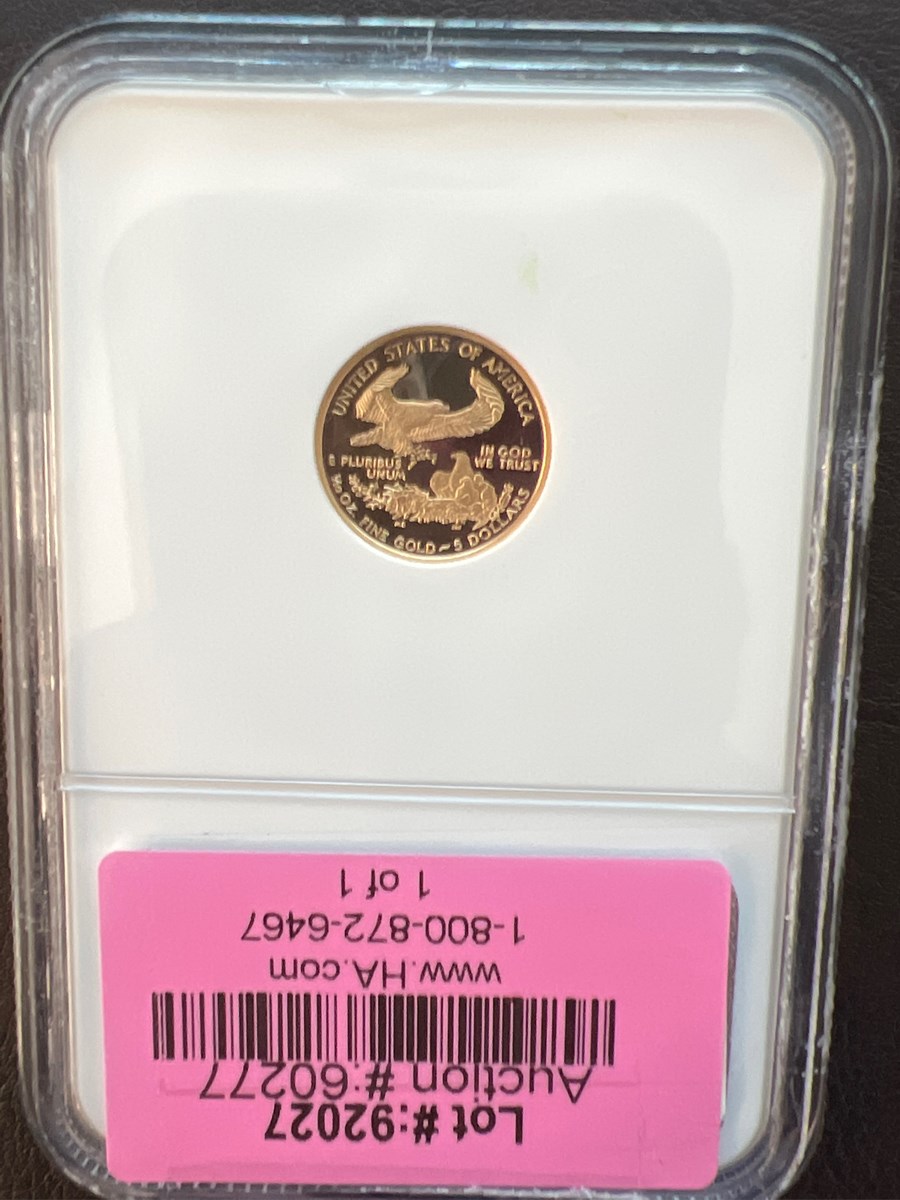 UNITED STATES OF AMERICA
E PLURIBUS
UNUM
IN GOD
WE TRUST
1/10 OZ. FINE GOLD~5 DOLLARS
Lot #:92027
Auction #:60277
www.HA.com
1-800-872-6467
1 of 1